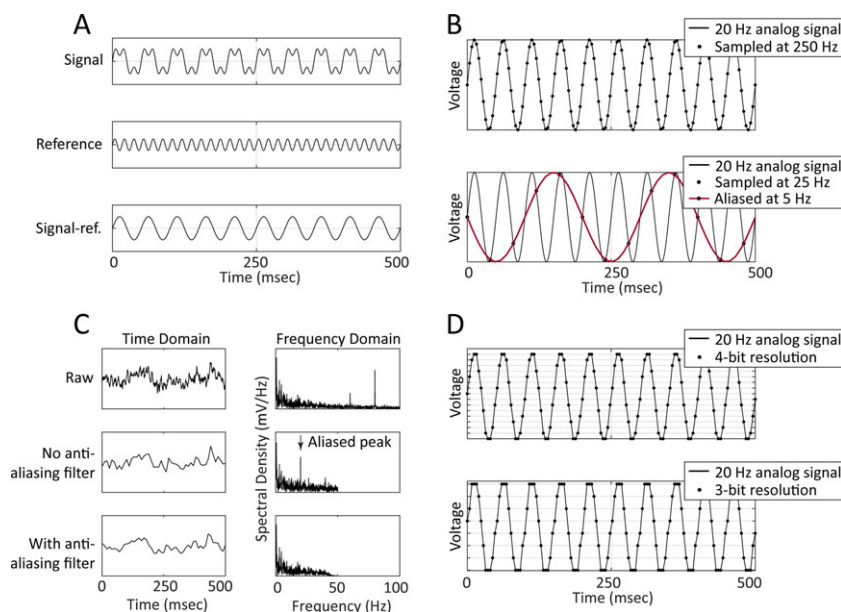 A
Signal
Reference
Signal-ref.
0 250 500
Time (msec)
B
20 Hz analog signal
Sampled at 250 Hz
Voltage
20 Hz analog signal
Sampled at 25 Hz
Aliased at 5 Hz
Voltage
0 250 500
Time (msec)
C
Time Domain
Frequency Domain
Raw
No anti-
aliasing filter
With anti-
aliasing filter
0 250 500
Time (msec)
Spectral Density (mV/Hz)
Aliased peak
0 50 100
Frequency (Hz)
D
20 Hz analog signal
4-bit resolution
Voltage
20 Hz analog signal
3-bit resolution
Voltage
0 250 500
Time (msec)